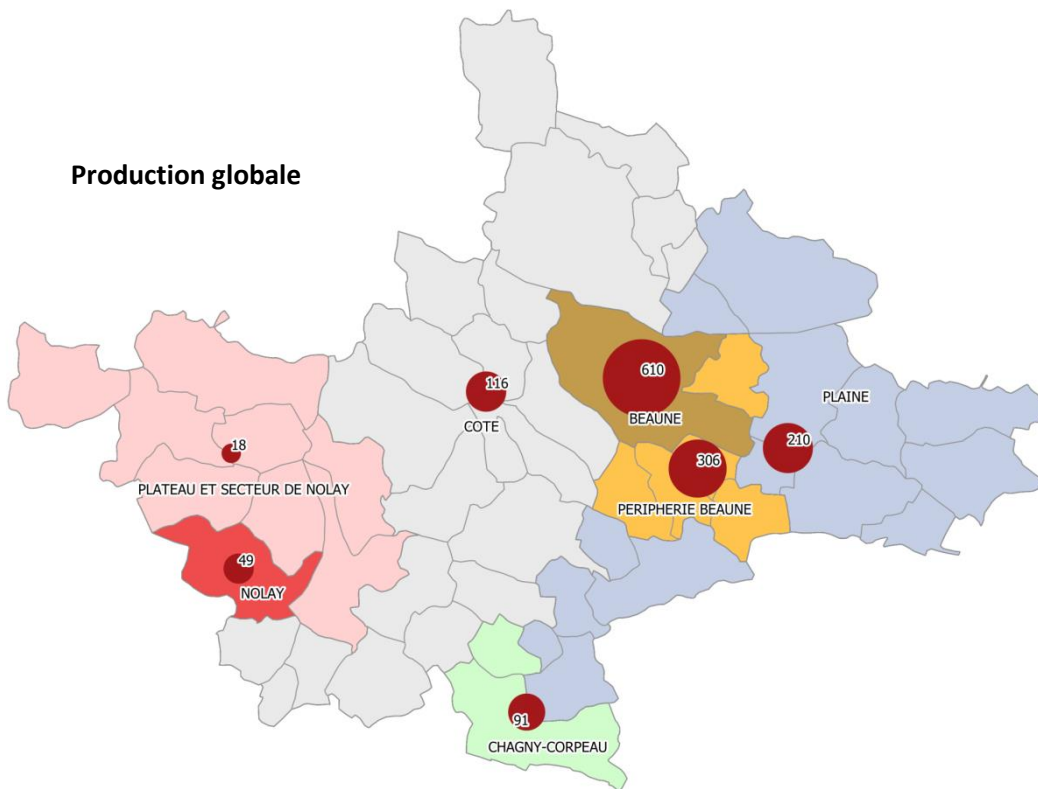 Production globale
610
BEAUNE
116
COTE
PLAINE
210
306
PERIPHERIE BEAUNE
18
PLATEAU ET SECTEUR DE NOLAY
49
NOLAY
91
CHAGNY-CORPEAU